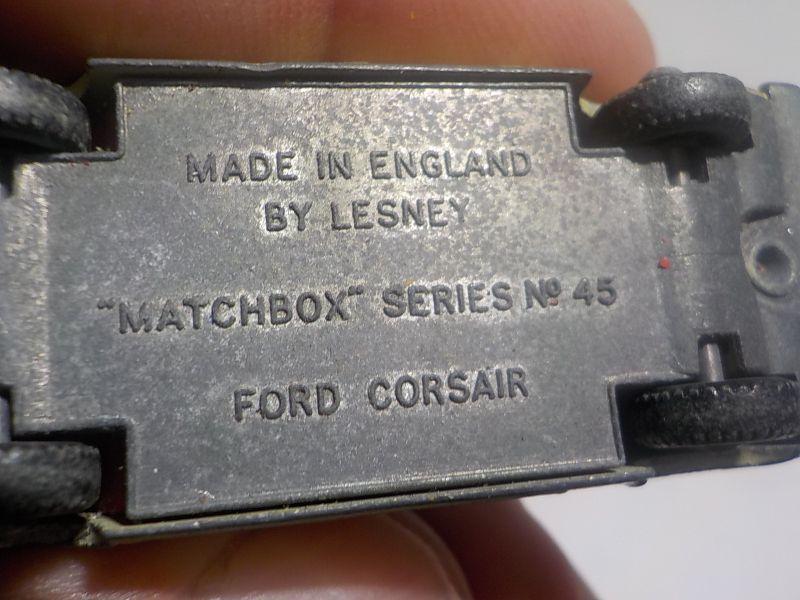 MADE IN ENGLAND
BY LESNEY
"MATCHBOX" SERIES Nº 45
FORD CORSAIR